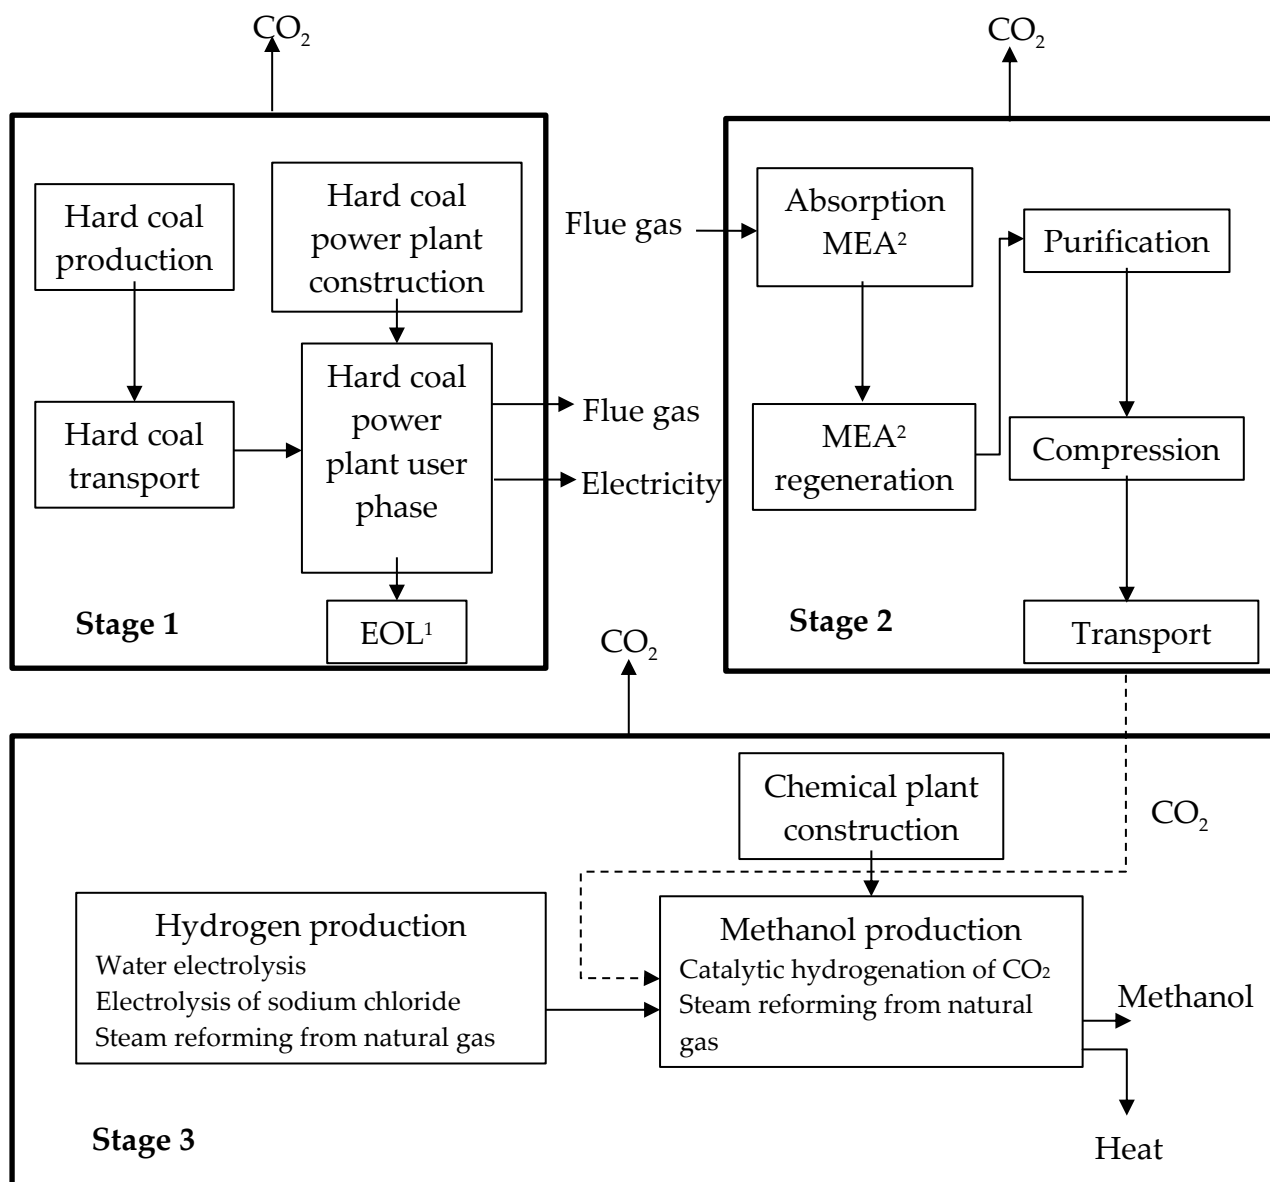 CO₂
Hard coal
production
Hard coal
power plant
construction
Hard coal
transport
Hard coal
power
plant user
phase
Flue gas
Electricity
EOL¹
Stage 1
CO₂
Flue gas
Absorption
MEA²
Purification
MEA²
regeneration
Compression
Transport
Stage 2
CO₂
CO₂
Chemical plant
construction
Hydrogen production
Water electrolysis
Electrolysis of sodium chloride
Steam reforming from natural gas
Methanol production
Catalytic hydrogenation of CO₂
Steam reforming from natural
gas
Methanol
Heat
Stage 3